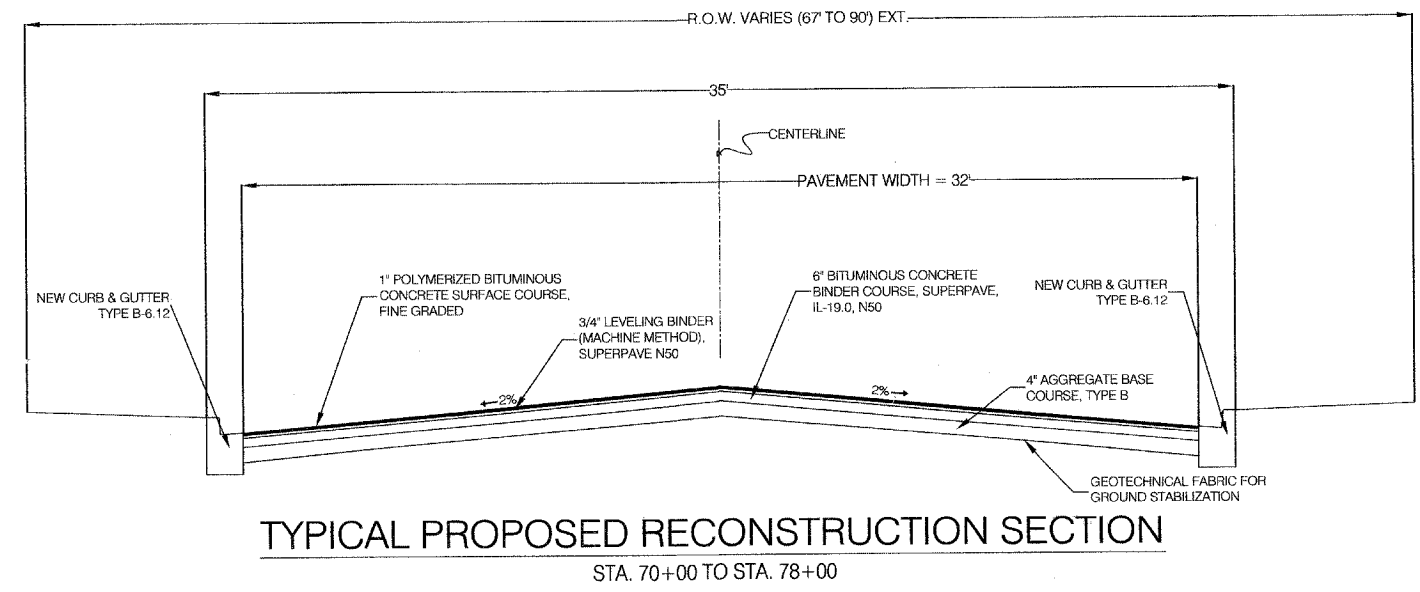 R.O.W. VARIES (67' TO 90') EXT.
35'
CENTERLINE
PAVEMENT WIDTH = 32'
1" POLYMERIZED BITUMINOUS
CONCRETE SURFACE COURSE,
FINE GRADED
6" BITUMINOUS CONCRETE
BINDER COURSE, SUPERPAVE,
IL-19.0, N50
NEW CURB & GUTTER
TYPE B-6.12
NEW CURB & GUTTER
TYPE B-6.12
3/4" LEVELING BINDER
(MACHINE METHOD),
SUPERPAVE N50
2%
2%
4" AGGREGATE BASE
COURSE, TYPE B
GEOTECHNICAL FABRIC FOR
GROUND STABILIZATION
TYPICAL PROPOSED RECONSTRUCTION SECTION
STA. 70+00 TO STA. 78+00